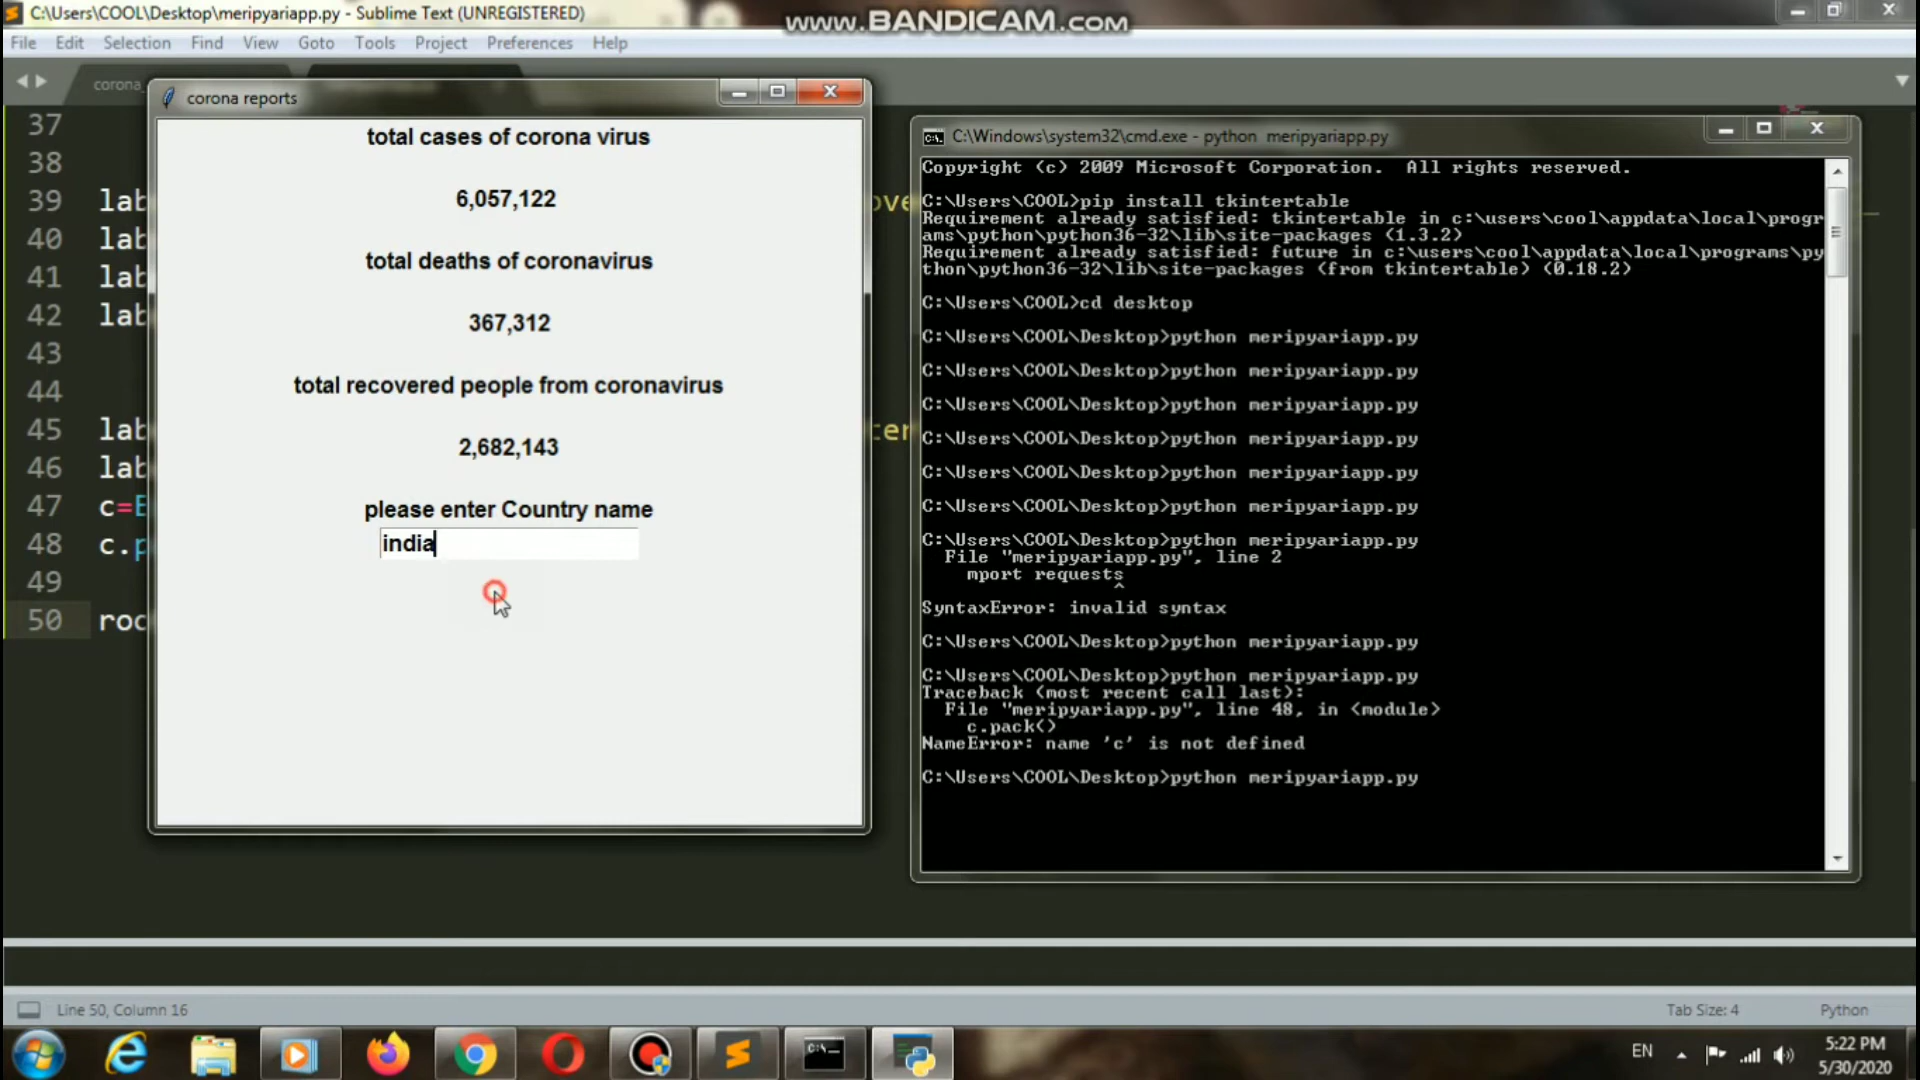 C:\Users\COOL\Desktop\meripyariapp.py - Sublime Text (UNREGISTERED)
www.BANDICAM.com
File Edit Selection Find View Goto Tools Project Preferences Help
corona
corona reports
total cases of corona virus
6,057,122
total deaths of coronavirus
367,312
total recovered people from coronavirus
2,682,143
please enter Country name
india
37
38
39 lab
40 lab
41 lab
42 lab
43
44
45 lab
46 lab
47 c=E
48 c.p
49
50 roo
C:\Windows\system32\cmd.exe - python meripyariapp.py
Copyright (c) 2009 Microsoft Corporation. All rights reserved.
C:\Users\COOL>pip install tkintertable
Requirement already satisfied: tkintertable in c:\users\cool\appdata\local\progr
ams\python\python36-32\lib\site-packages (1.3.2)
Requirement already satisfied: future in c:\users\cool\appdata\local\programs\py
thon\python36-32\lib\site-packages (from tkintertable) (0.18.2)
C:\Users\COOL>cd desktop
C:\Users\COOL\Desktop>python meripyariapp.py
C:\Users\COOL\Desktop>python meripyariapp.py
C:\Users\COOL\Desktop>python meripyariapp.py
C:\Users\COOL\Desktop>python meripyariapp.py
C:\Users\COOL\Desktop>python meripyariapp.py
C:\Users\COOL\Desktop>python meripyariapp.py
C:\Users\COOL\Desktop>python meripyariapp.py
File "meripyariapp.py", line 2
mport requests
^
SyntaxError: invalid syntax
C:\Users\COOL\Desktop>python meripyariapp.py
C:\Users\COOL\Desktop>python meripyariapp.py
Traceback (most recent call last):
File "meripyariapp.py", line 48, in <module>
c.pack()
NameError: name 'c' is not defined
C:\Users\COOL\Desktop>python meripyariapp.py
Line 50, Column 16
Tab Size: 4
Python
EN
5:22 PM
5/30/2020